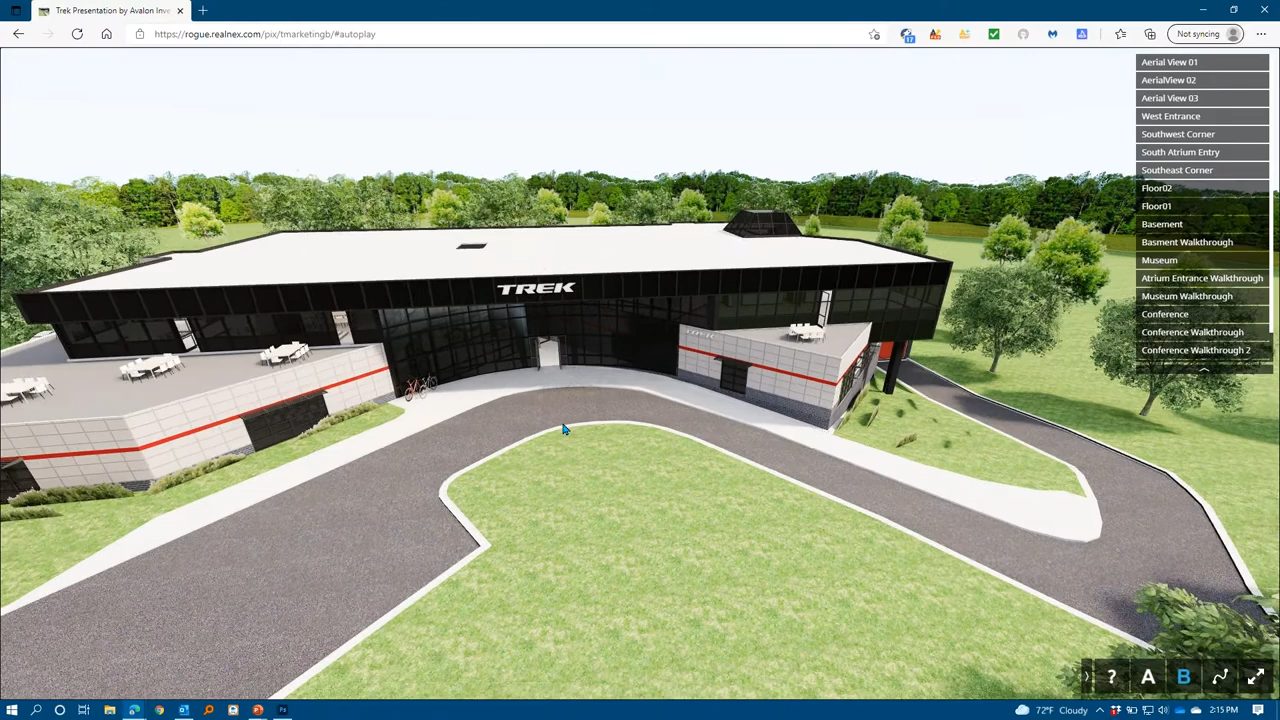 Trek Presentation by Avalon Inve
https://rogue.realnex.com/pix/tmarketingb/#autoplay
17
Not syncing
Aerial View 01
AerialView 02
Aerial View 03
West Entrance
Southwest Corner
South Atrium Entry
Southeast Corner
Floor02
Floor01
Basement
Basment Walkthrough
Museum
Atrium Entrance Walkthrough
Museum Walkthrough
Conference
Conference Walkthrough
Conference Walkthrough 2
TREK
TREK
? A B
72°F Cloudy
2:15 PM